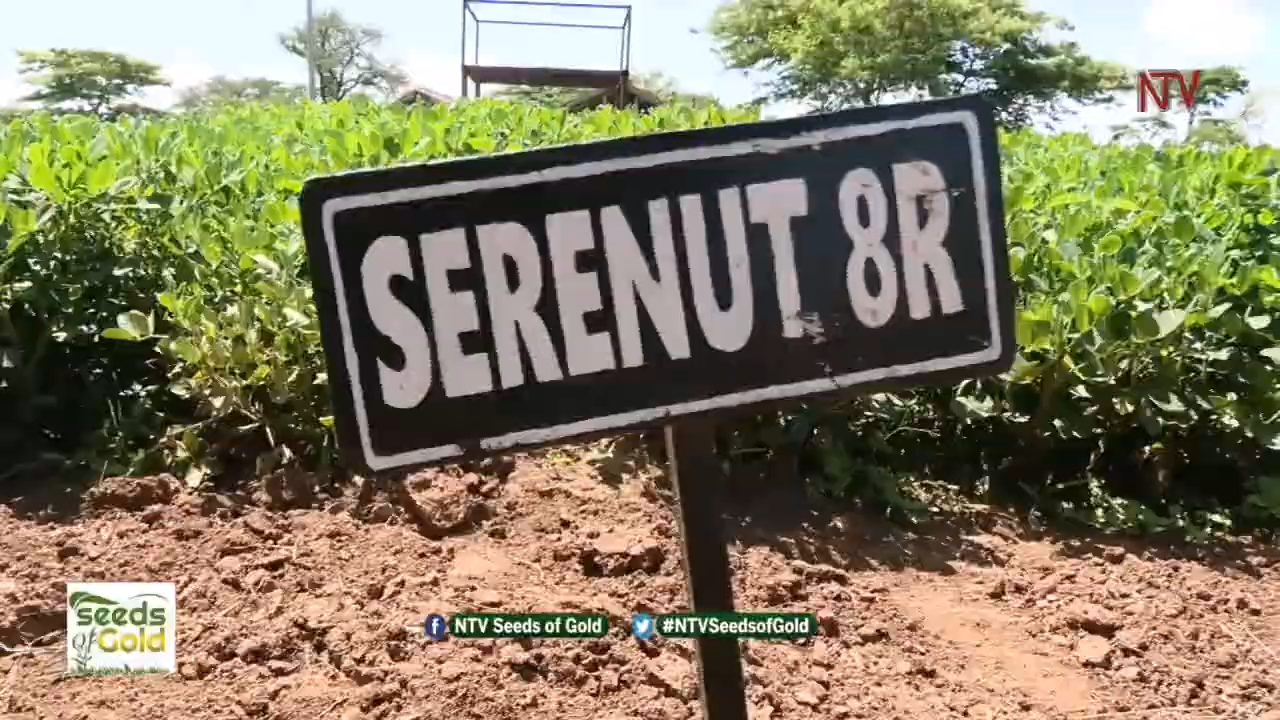 NTV
SERENUT 8R
seeds
of Gold
NTV Seeds of Gold
#NTVSeedsofGold